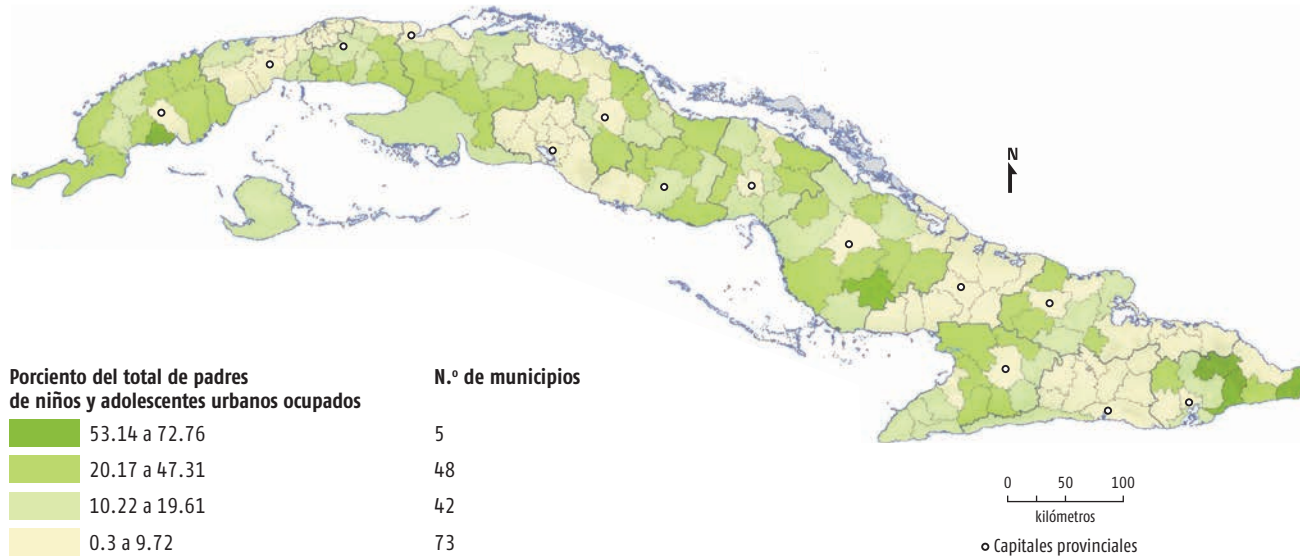 N
Porciento del total de padres
de niños y adolescentes urbanos ocupados
N.º de municipios
53.14 a 72.76
5
20.17 a 47.31
48
10.22 a 19.61
42
0.3 a 9.72
73
0 50 100
kilómetros
Capitales provinciales